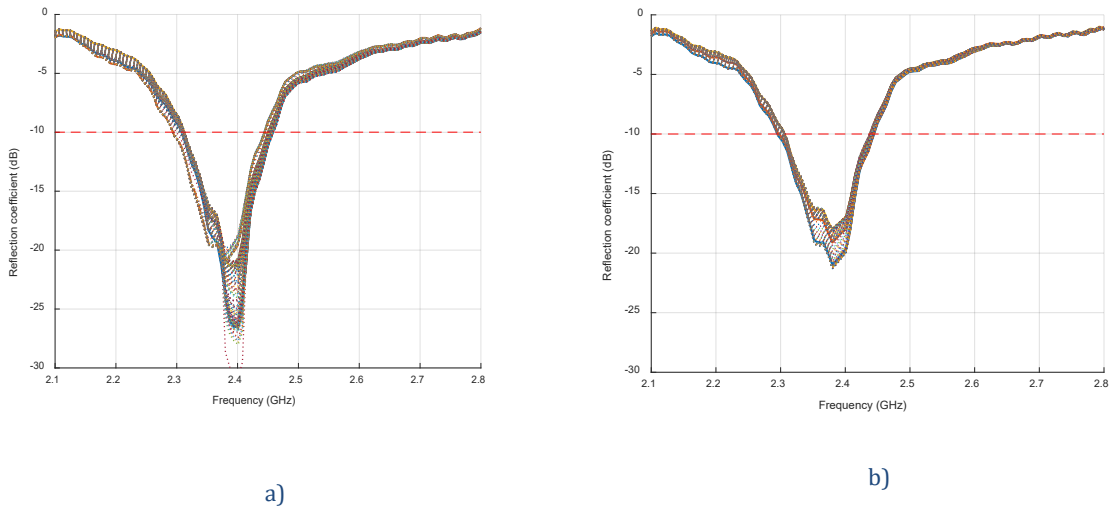 0
-5
-10
-15
-20
-25
-30
Reflection coefficient (dB)
2.1 2.2 2.3 2.4 2.5 2.6 2.7 2.8
Frequency (GHz)
a)
0
-5
-10
-15
-20
-25
-30
Reflection coefficient (dB)
2.1 2.2 2.3 2.4 2.5 2.6 2.7 2.8
Frequency (GHz)
b)